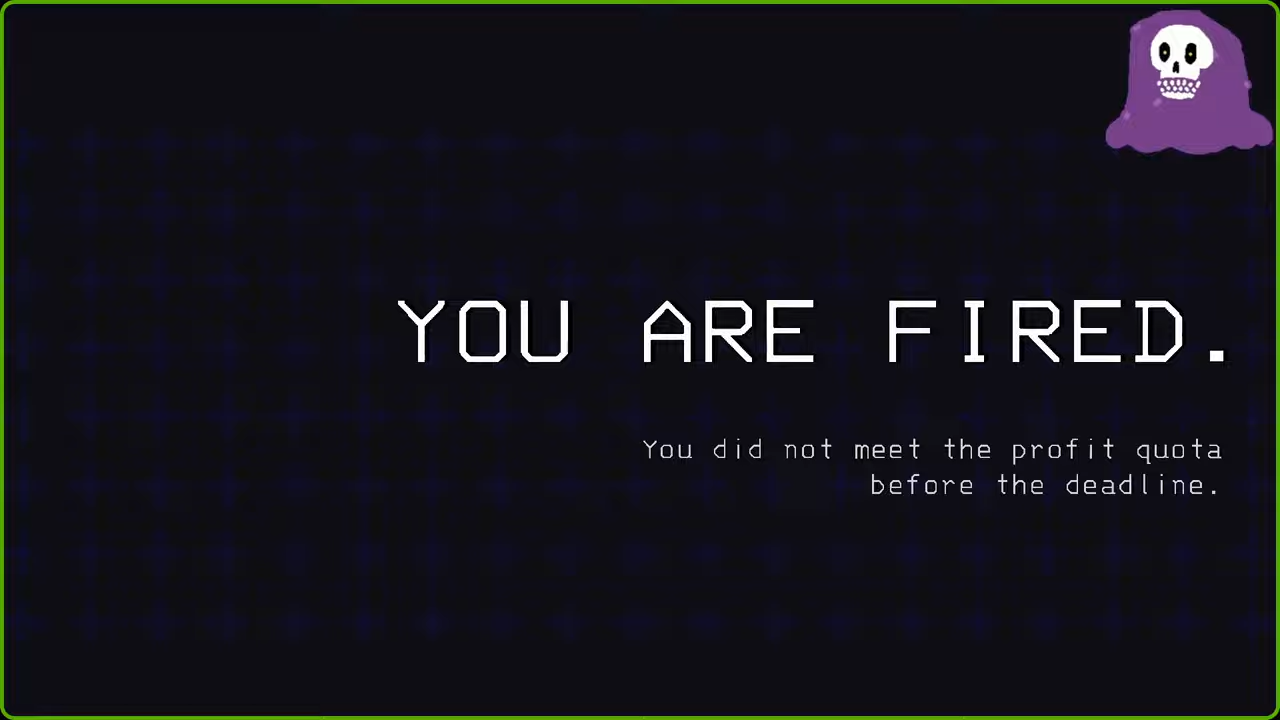 YOU ARE FIRED.
You did not meet the profit quota
before the deadline.